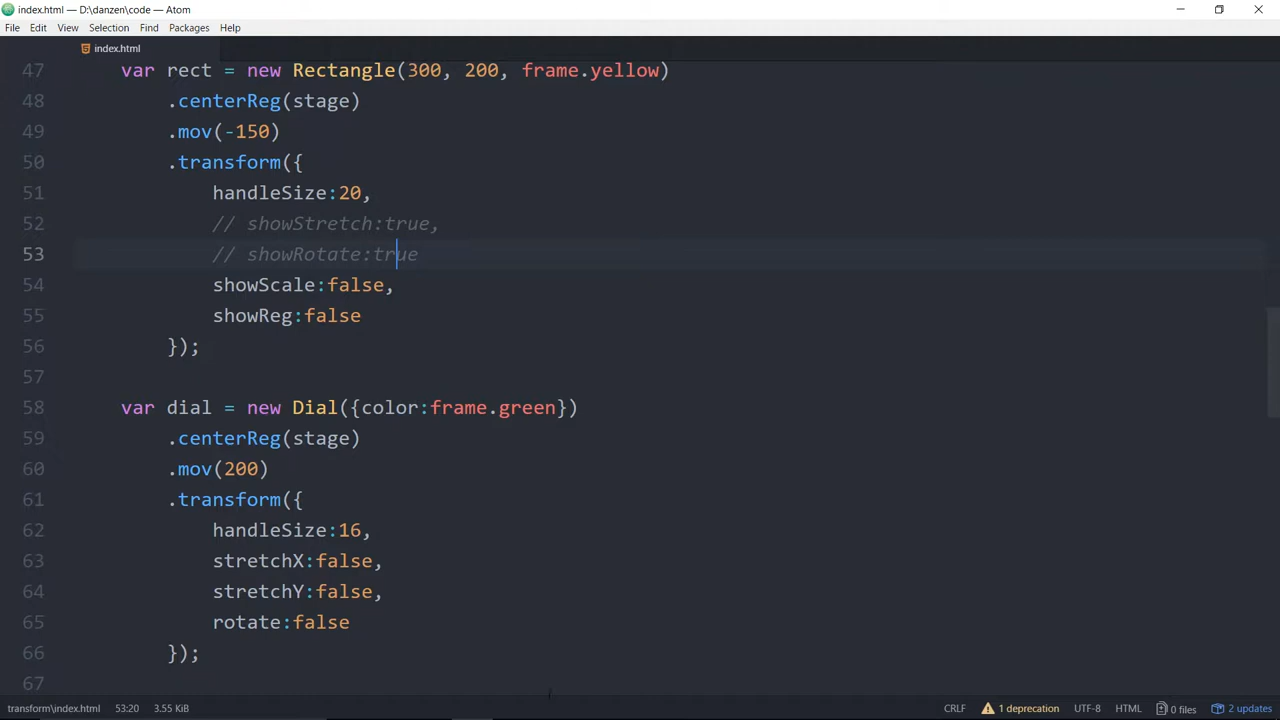 index.html — D:\danzen\code — Atom
File Edit View Selection Find Packages Help
index.html
47 var rect = new Rectangle(300, 200, frame.yellow)
48 .centerReg(stage)
49 .mov(-150)
50 .transform({
51 handleSize:20,
52 // showStretch:true,
53 // showRotate:true
54 showScale:false,
55 showReg:false
56 });
57
58 var dial = new Dial({color:frame.green})
59 .centerReg(stage)
60 .mov(200)
61 .transform({
62 handleSize:16,
63 stretchX:false,
64 stretchY:false,
65 rotate:false
66 });
67
transform\index.html 53:20 3.55 KiB CRLF 1 deprecation UTF-8 HTML 0 files 2 updates